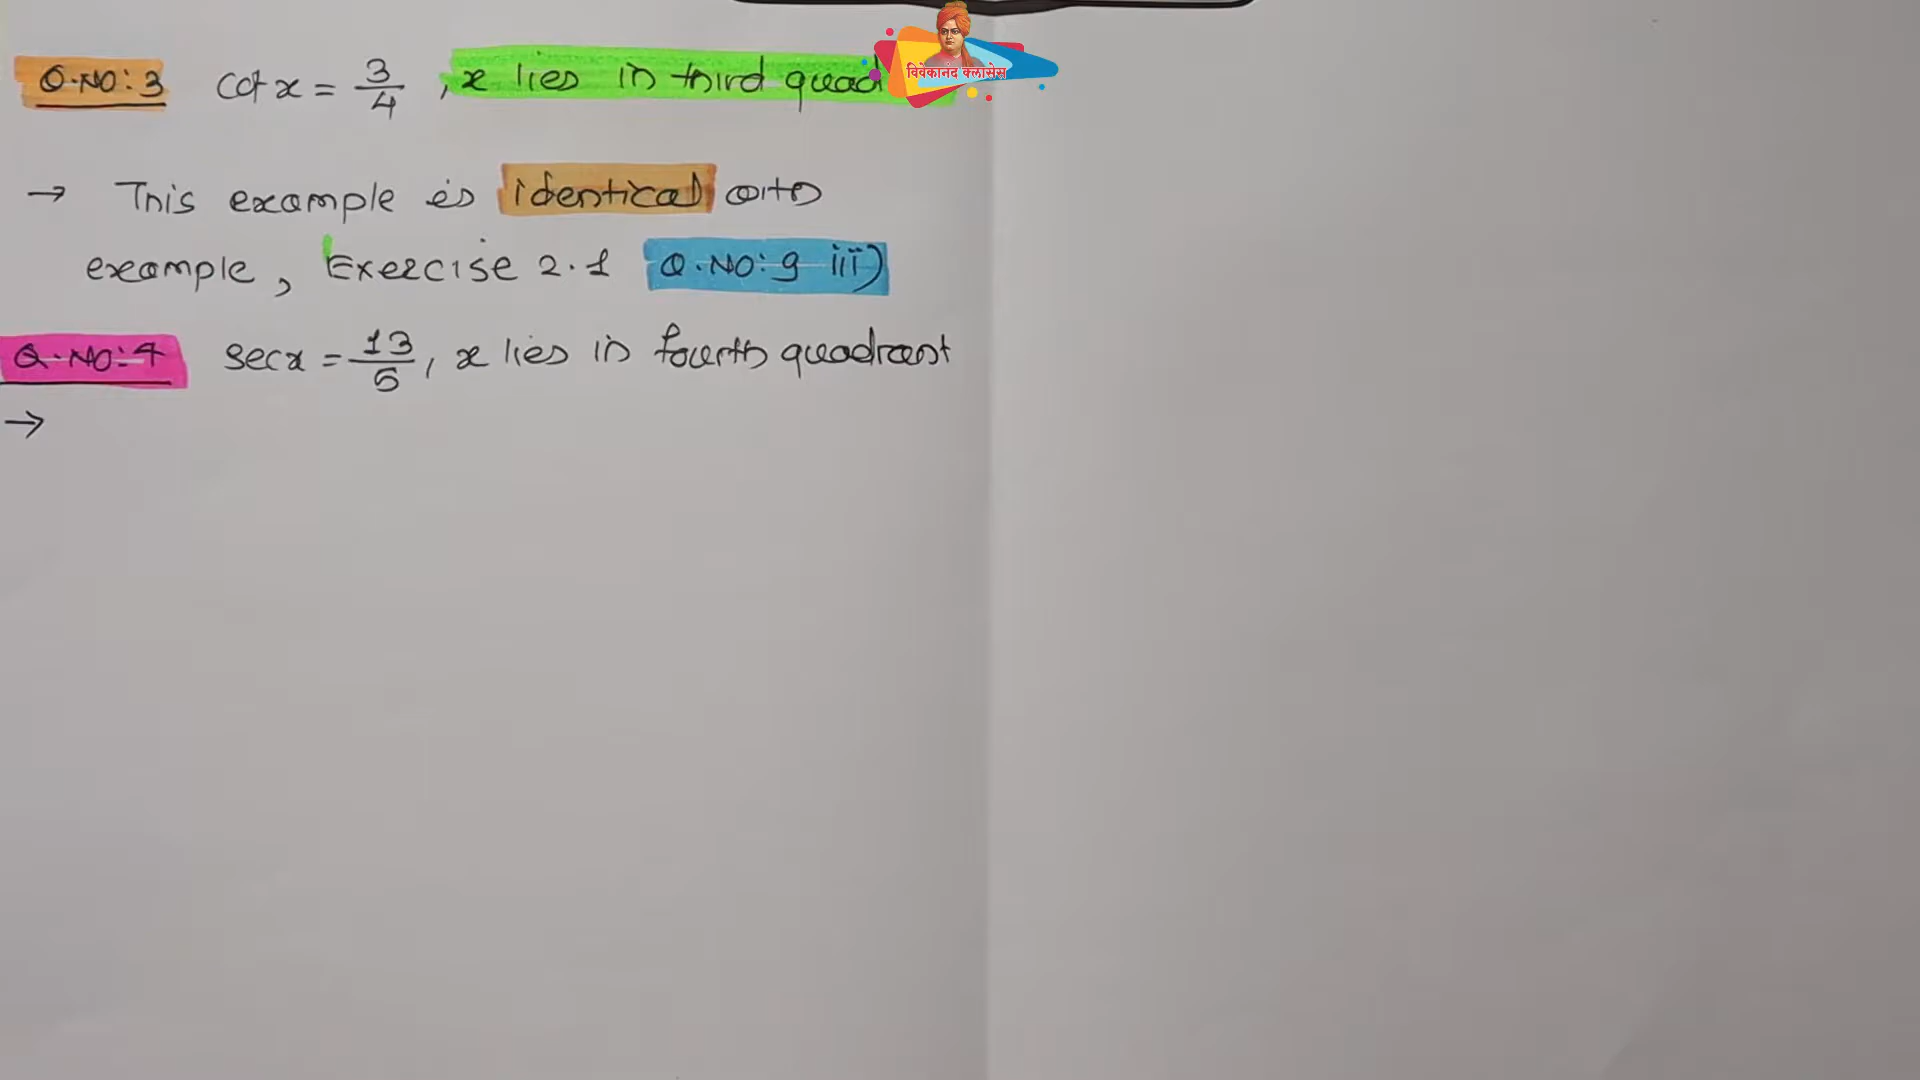 Q.NO:3 cot x = 3/4 , x lies in third quad
विवेकानंद क्लासेस
→ This example is identical with
example, Exercise 2.1 Q.NO: 9 iii)
Q.NO:4 sec x = 13/5, x lies in fourth quadrant
→